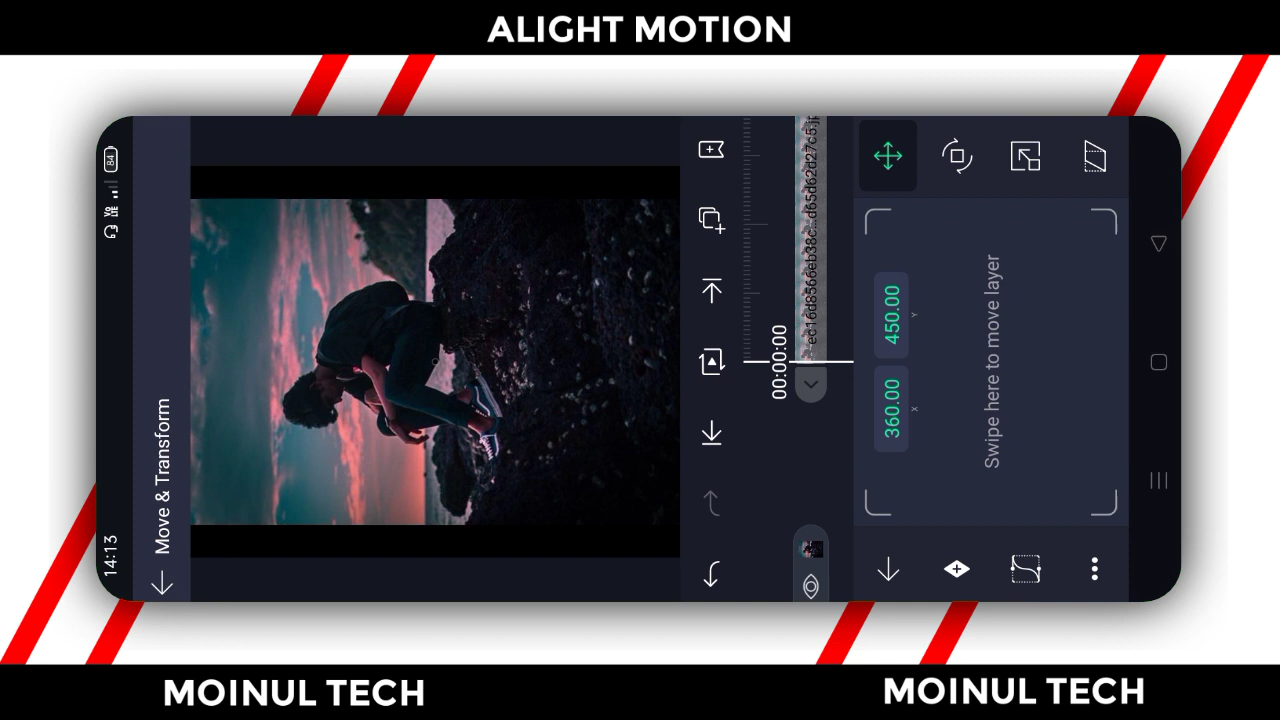 ALIGHT MOTION
14:13
84
Move & Transform
00:00:00
360.00
450.00
X
Y
Swipe here to move layer
MOINUL TECH
MOINUL TECH